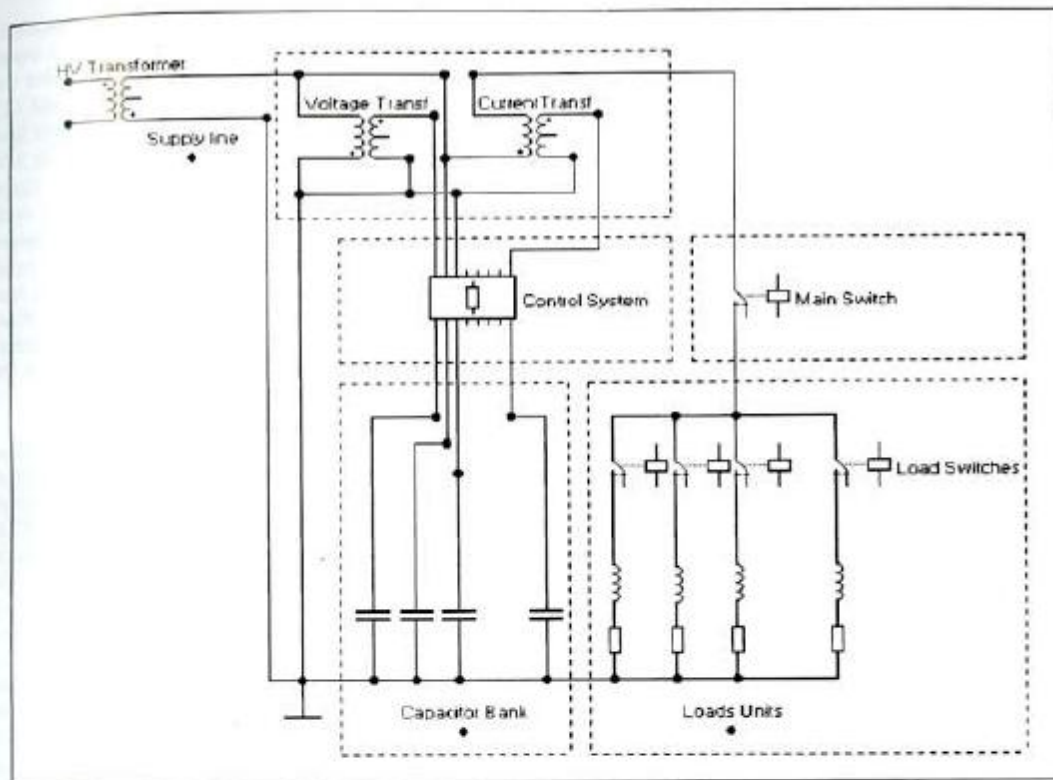 HV Transformer
Voltage Transf
Current Transf
Supply line
Control System
Main Switch
Load Switches
Capacitor Bank
Loads Units